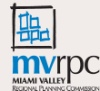 mvrpc
MIAMI VALLEY
REGIONAL PLANNING COMMISSION